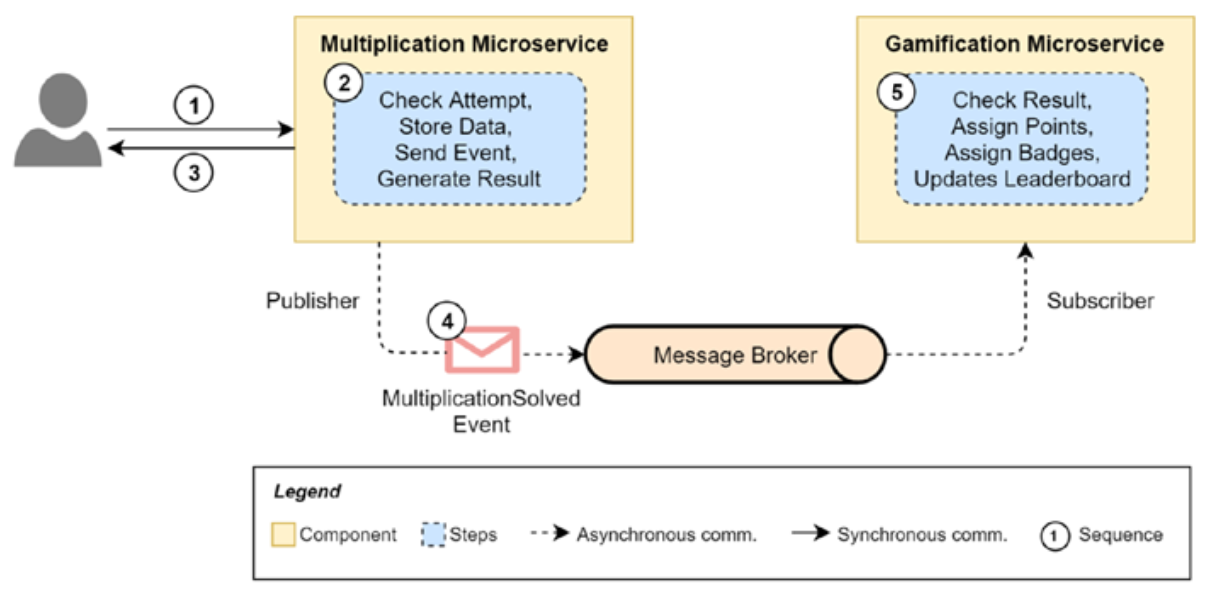 Multiplication Microservice
2
Check Attempt,
Store Data,
Send Event,
Generate Result
1
3
Gamification Microservice
5
Check Result,
Assign Points,
Assign Badges,
Updates Leaderboard
Publisher
4
MultiplicationSolved
Event
Message Broker
Subscriber
Legend
Component
Steps
Asynchronous comm.
Synchronous comm.
1
Sequence